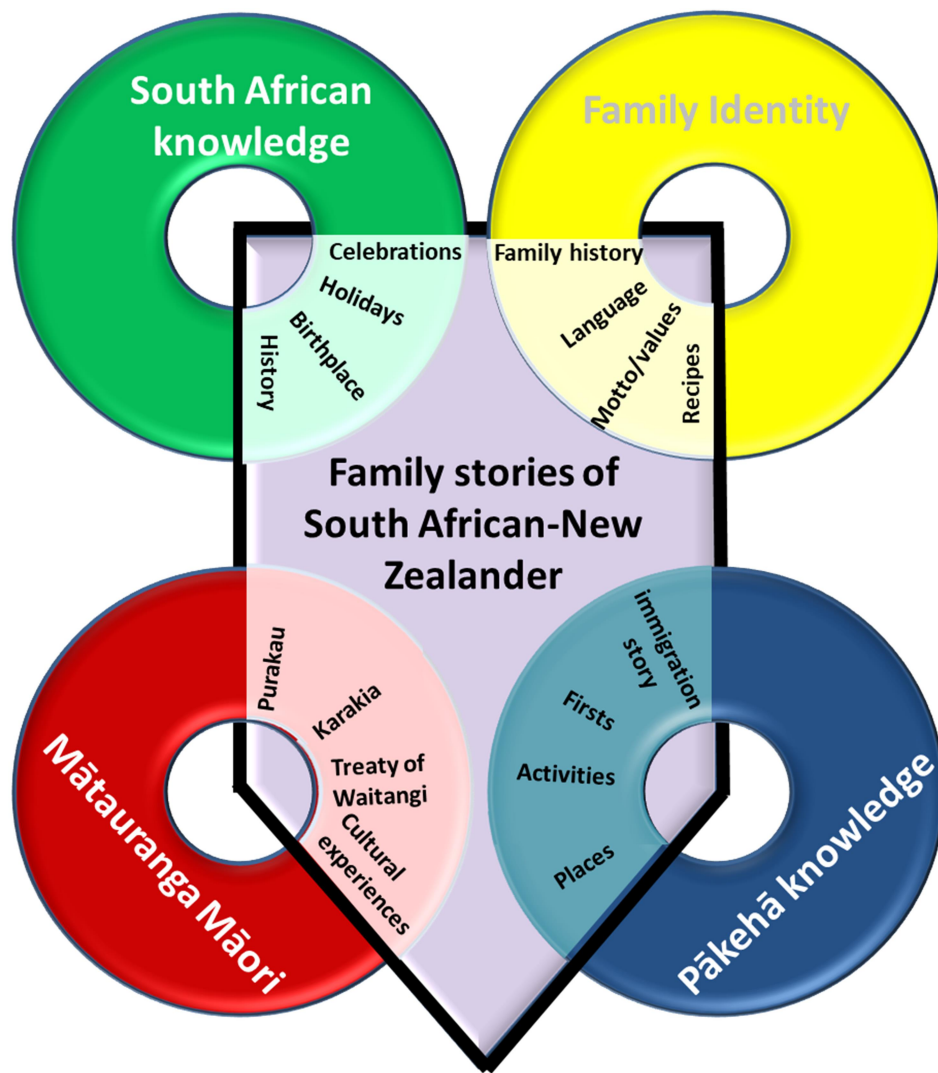 South African
knowledge
Celebrations
Holidays
Birthplace
History
Family Identity
Family history
Language
Motto/values
Recipes
Family stories of
South African-New
Zealander
Mātauranga Māori
Purakau
Karakia
Treaty of
Waitangi
Cultural
experiences
Pākehā knowledge
immigration
story
Firsts
Activities
Places